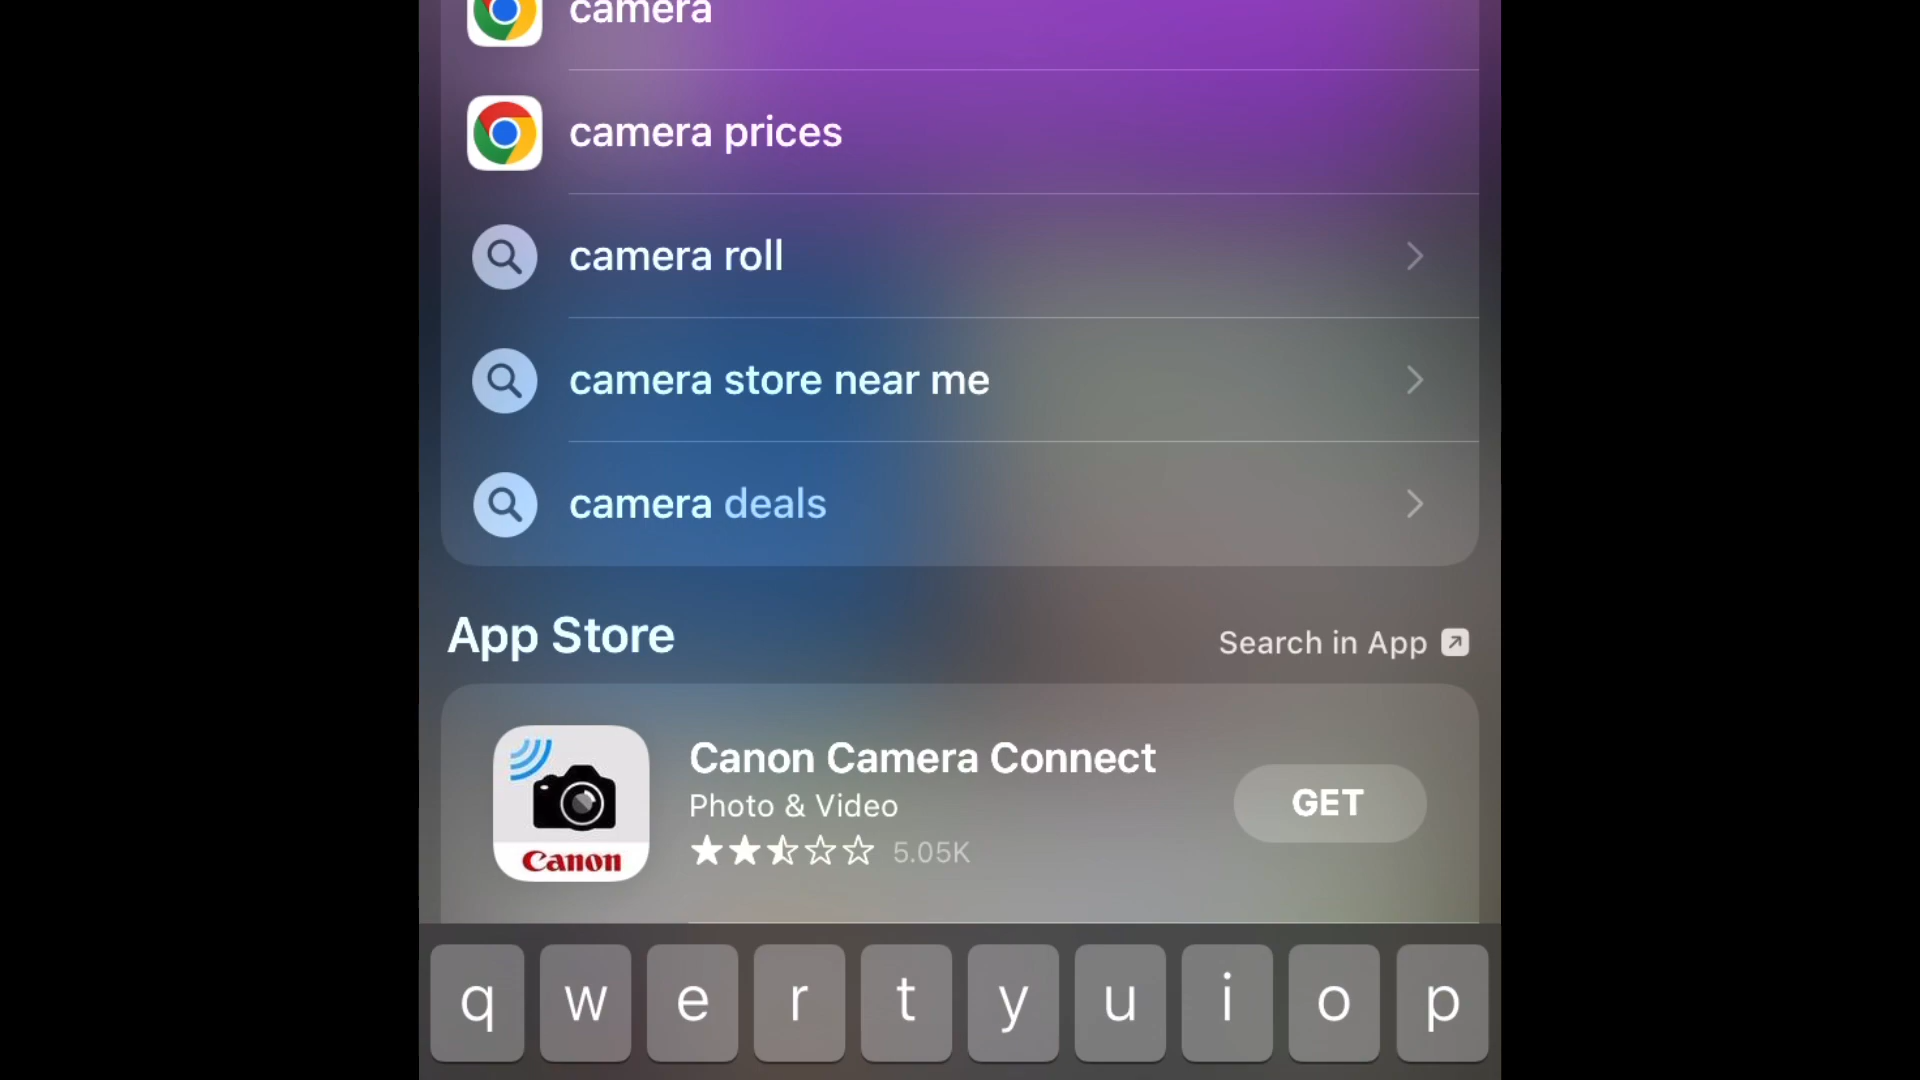 camera
camera prices
camera roll
camera store near me
camera deals
App Store
Search in App
Canon Camera Connect
Photo & Video
5.05K
GET
Canon
q w e r t y u i o p